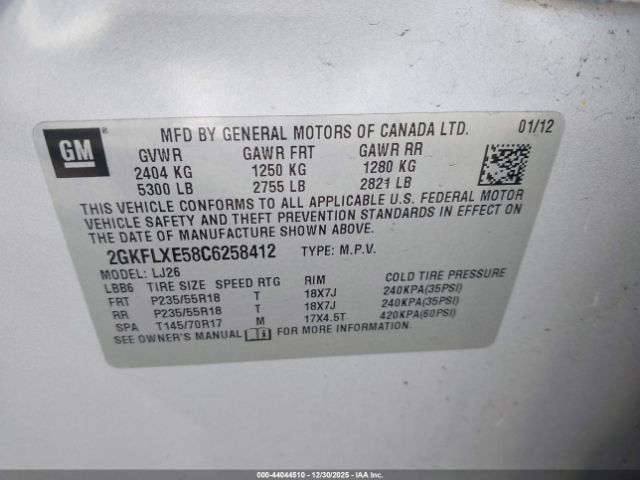 GM ®
MFD BY GENERAL MOTORS OF CANADA LTD. 01/12
GVWR GAWR FRT GAWR RR
2404 KG 1250 KG 1280 KG
5300 LB 2755 LB 2821 LB
THIS VEHICLE CONFORMS TO ALL APPLICABLE U.S. FEDERAL MOTOR
VEHICLE SAFETY AND THEFT PREVENTION STANDARDS IN EFFECT ON
THE DATE OF MANUFACTURE SHOWN ABOVE.
2GKFLXE58C6258412 TYPE: M.P.V.
MODEL: LJ26
LBB6 TIRE SIZE SPEED RTG RIM COLD TIRE PRESSURE
FRT P235/55R18 T 18X7J 240KPA(35PSI)
RR P235/55R18 T 18X7J 240KPA(35PSI)
SPA T145/70R17 M 17X4.5T 420KPA(60PSI)
SEE OWNER'S MANUAL FOR MORE INFORMATION.
000-44044510 - 12/30/2025 - COPYRIGHT IAA, LLC